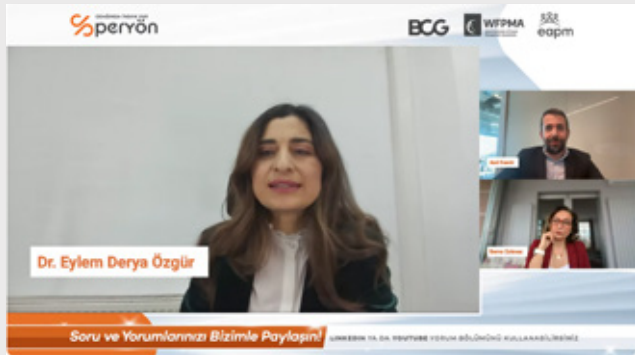 peryön
BCG
WFPMA
eapm
Dr. Eylem Derya Özgür
Soru ve Yorumlarınızı Bizimle Paylaşın!
LINKEDIN YA DA YOUTUBE YORUM BÖLÜMÜNÜ KULLANABİLİRSİNİZ